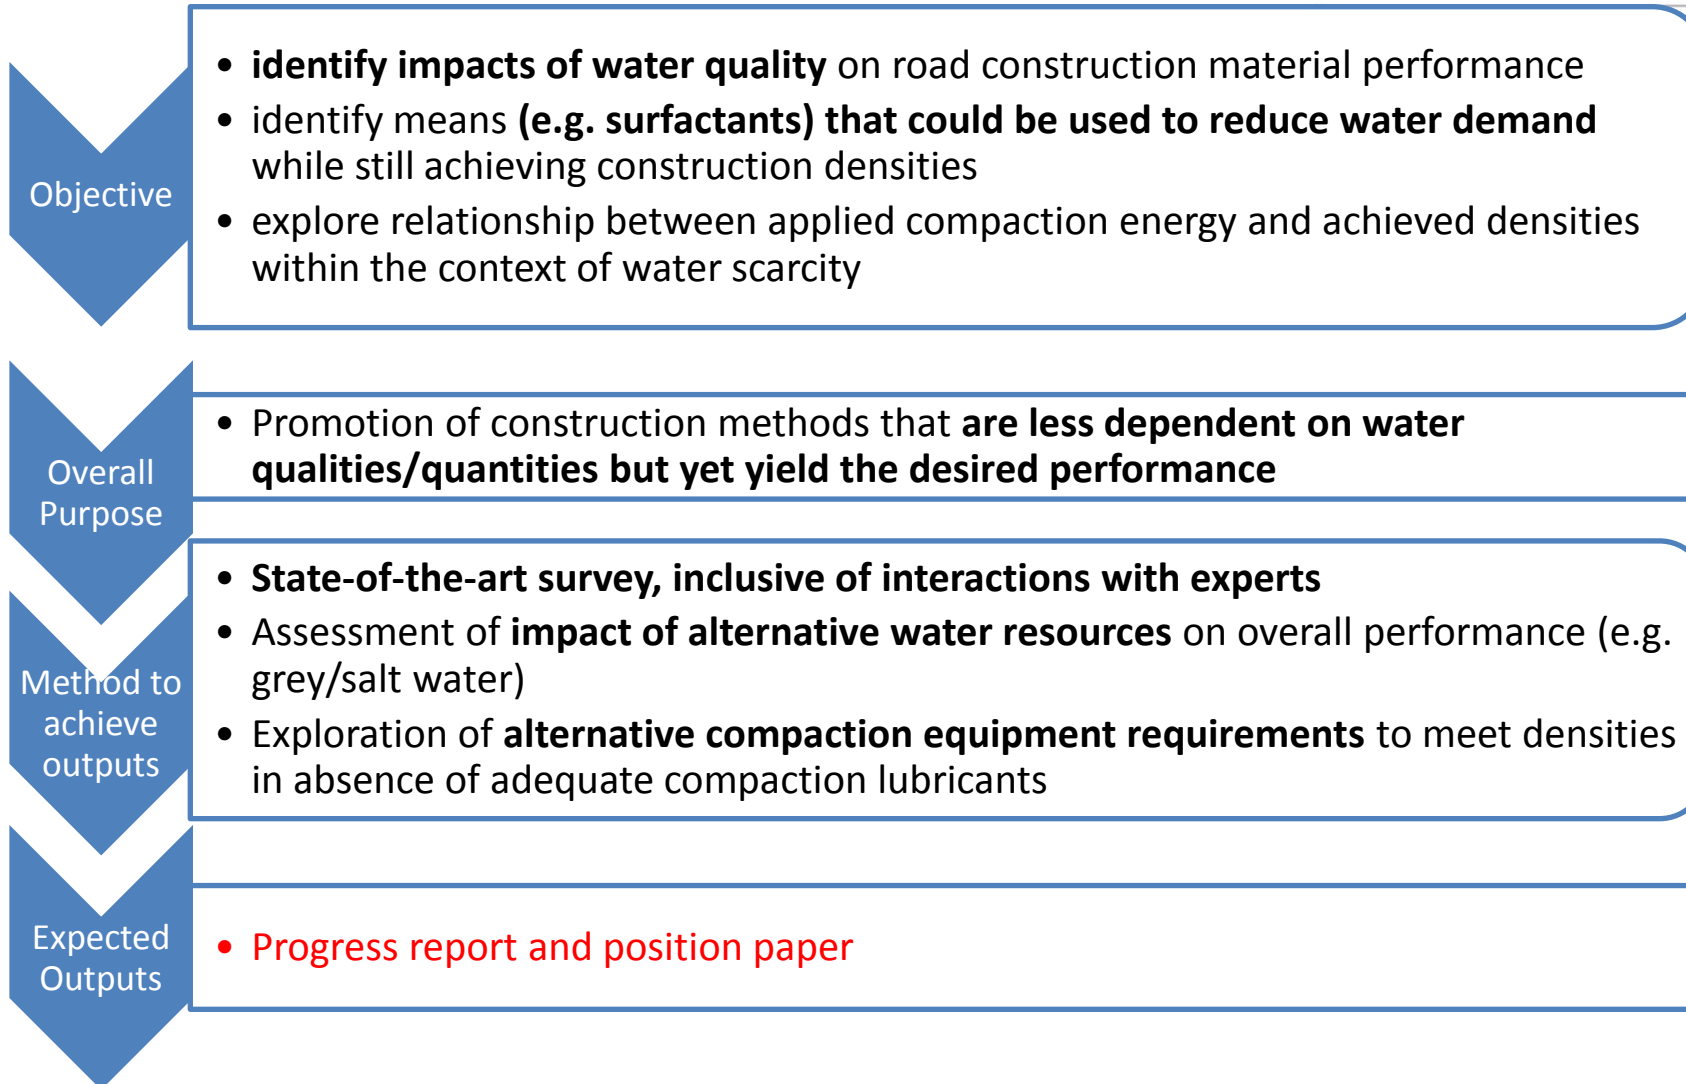 Objective
• identify impacts of water quality on road construction material performance
• identify means (e.g. surfactants) that could be used to reduce water demand
while still achieving construction densities
• explore relationship between applied compaction energy and achieved densities
within the context of water scarcity
Overall
Purpose
• Promotion of construction methods that are less dependent on water
qualities/quantities but yet yield the desired performance
Method to
achieve
outputs
• State-of-the-art survey, inclusive of interactions with experts
• Assessment of impact of alternative water resources on overall performance (e.g.
grey/salt water)
• Exploration of alternative compaction equipment requirements to meet densities
in absence of adequate compaction lubricants
Expected
Outputs
• Progress report and position paper